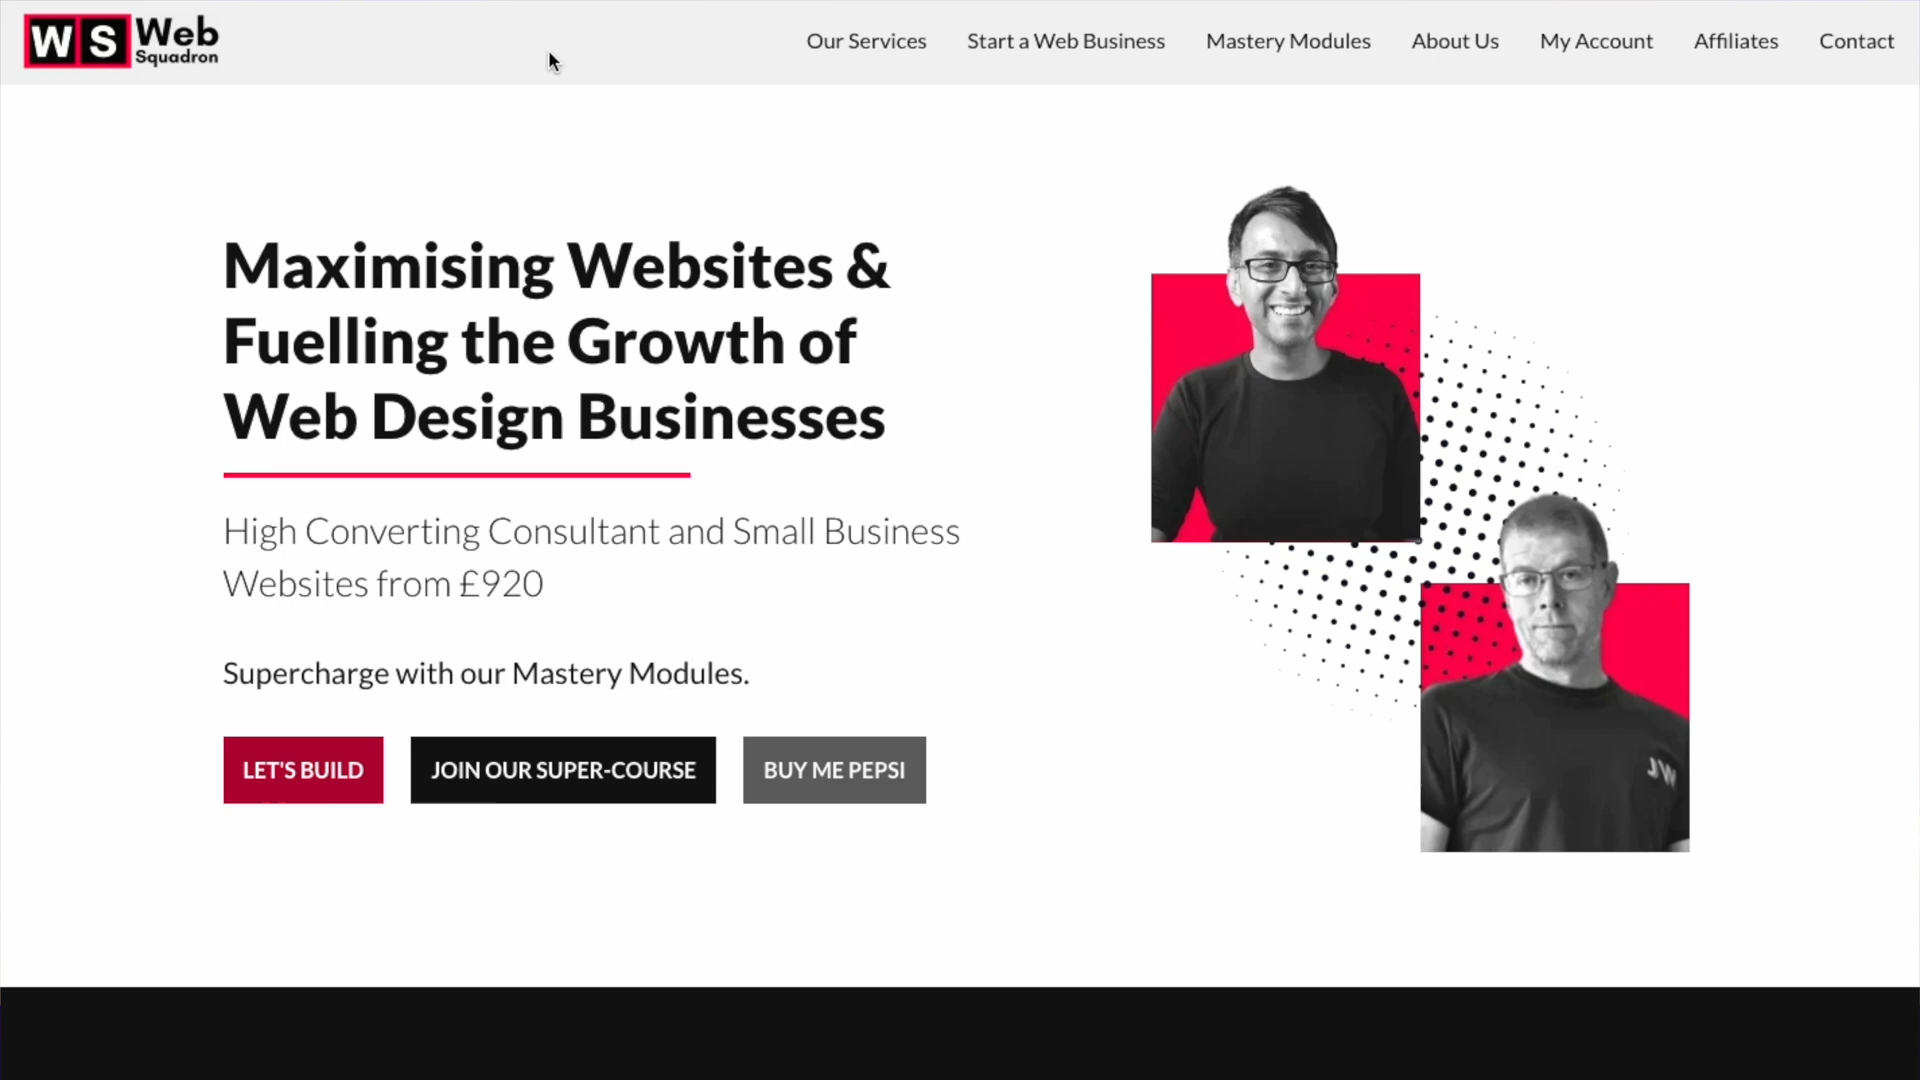 WS Web
Squadron
Our Services
Start a Web Business
Mastery Modules
About Us
My Account
Affiliates
Contact
Maximising Websites &
Fuelling the Growth of
Web Design Businesses
High Converting Consultant and Small Business
Websites from £920
Supercharge with our Mastery Modules.
LET'S BUILD
JOIN OUR SUPER-COURSE
BUY ME PEPSI
JW